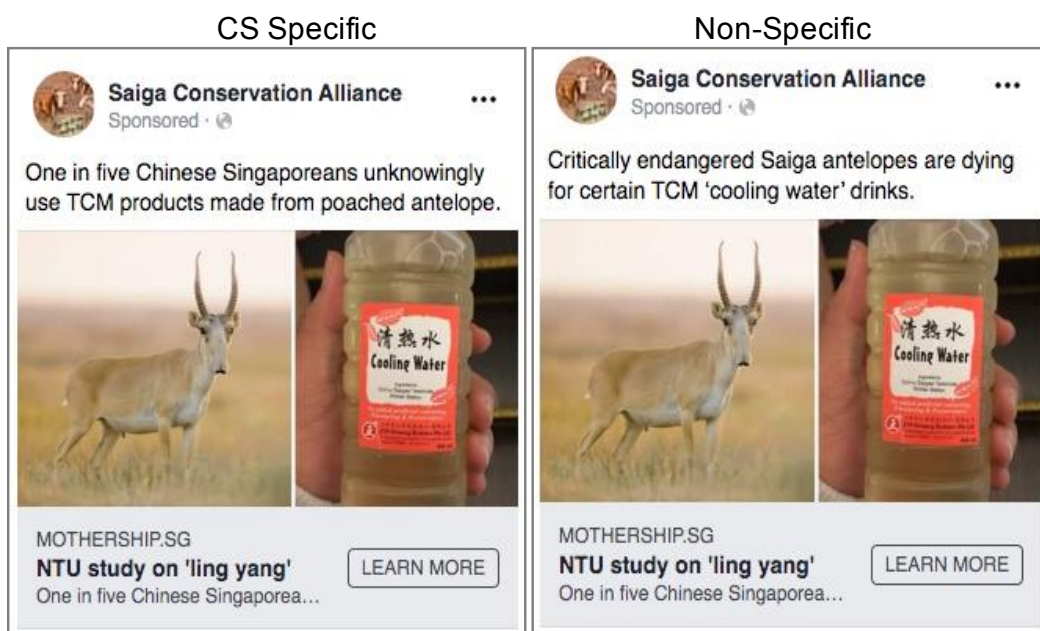 CS Specific
Saiga Conservation Alliance
Sponsored ·
One in five Chinese Singaporeans unknowingly
use TCM products made from poached antelope.
清热水
Cooling Water
MOTHERSHIP.SG
NTU study on 'ling yang'
One in five Chinese Singaporea...
LEARN MORE
Non-Specific
Saiga Conservation Alliance
Sponsored ·
Critically endangered Saiga antelopes are dying
for certain TCM ‘cooling water’ drinks.
清热水
Cooling Water
MOTHERSHIP.SG
NTU study on 'ling yang'
One in five Chinese Singaporea...
LEARN MORE